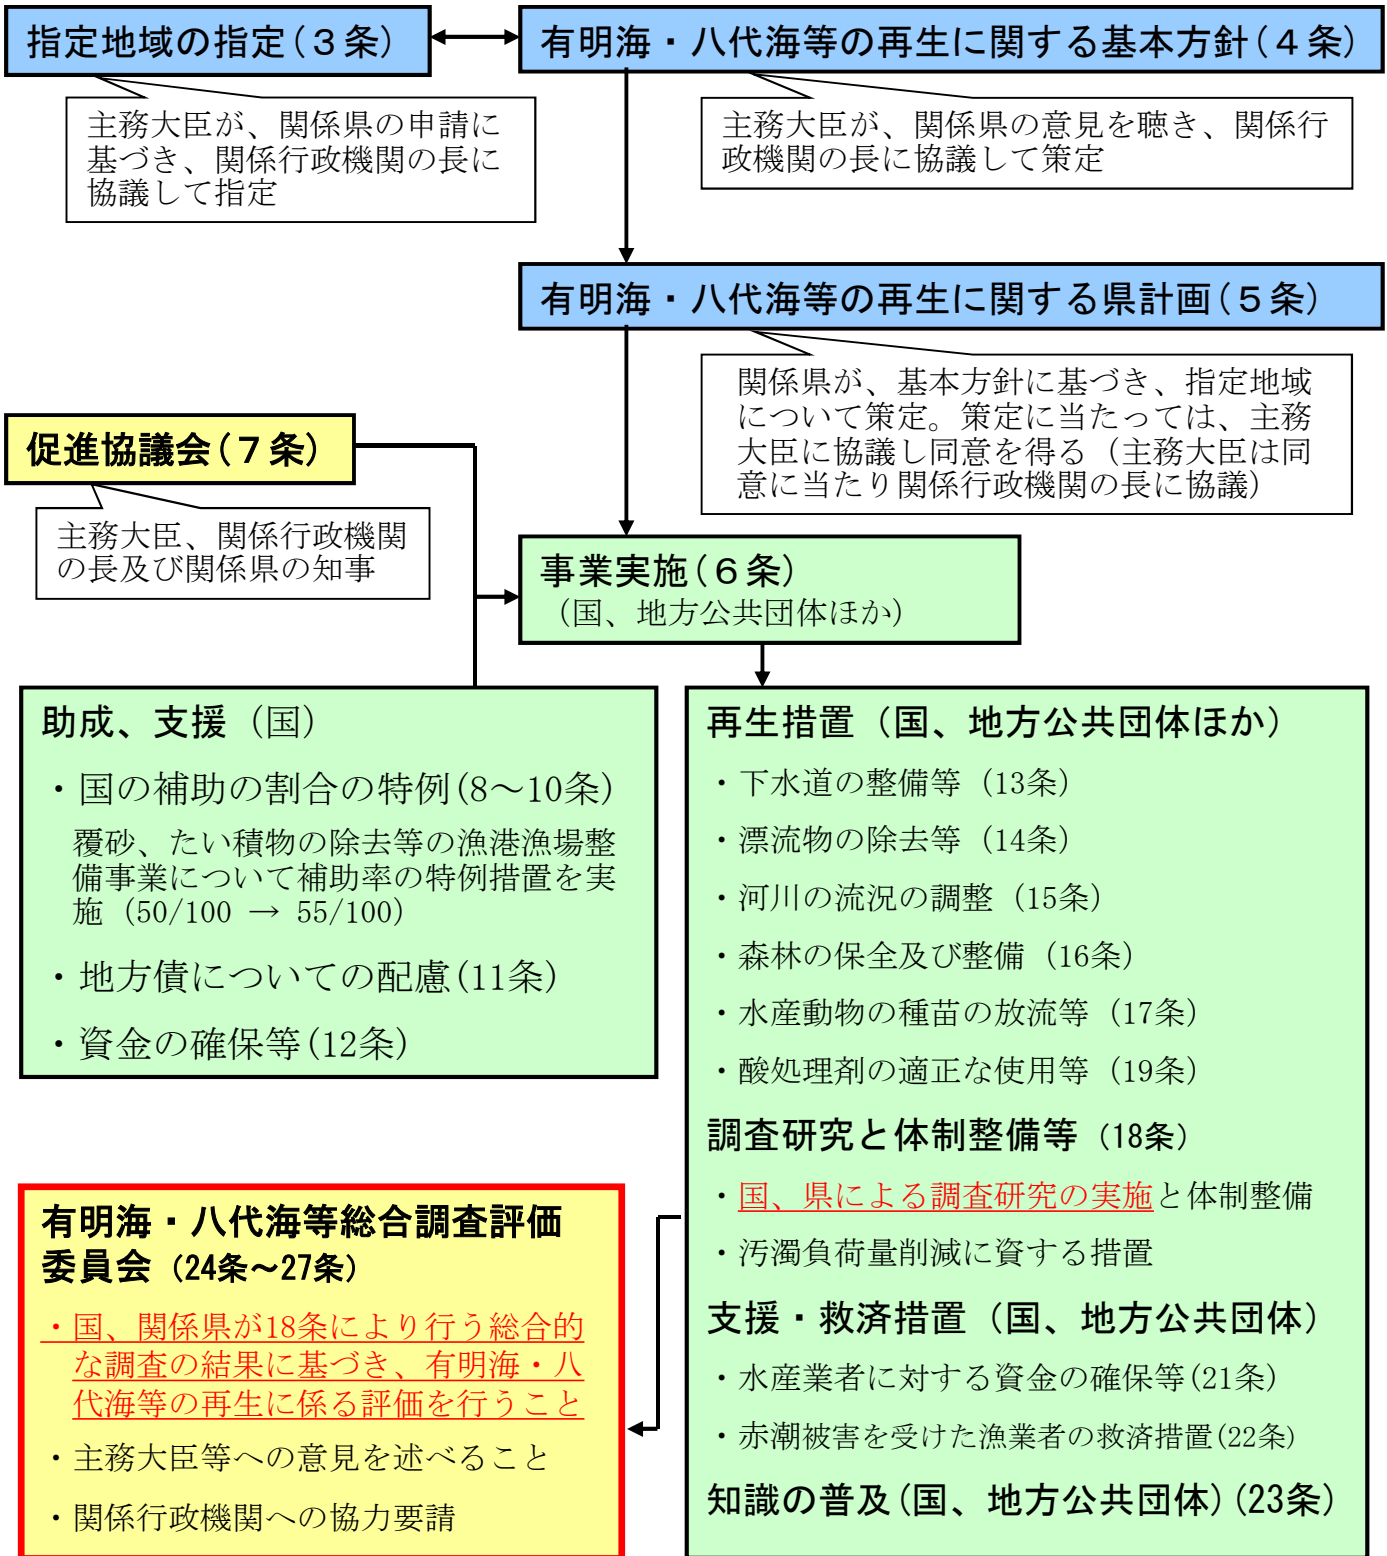 指定地域の指定(３条)
有明海・八代海等の再生に関する基本方針(４条)
主務大臣が、関係県の申請に
基づき、関係行政機関の長に
協議して指定
主務大臣が、関係県の意見を聴き、関係行
政機関の長に協議して策定
有明海・八代海等の再生に関する県計画(５条)
関係県が、基本方針に基づき、指定地域
について策定。策定に当たっては、主務
大臣に協議し同意を得る（主務大臣は同
意に当たり関係行政機関の長に協議）
促進協議会(７条)
主務大臣、関係行政機関
の長及び関係県の知事
事業実施(６条)
（国、地方公共団体ほか）
助成、支援（国）
・国の補助の割合の特例(8～10条)
覆砂、たい積物の除去等の漁港漁場整
備事業について補助率の特例措置を実
施（50/100 → 55/100）
・地方債についての配慮(11条)
・資金の確保等(12条)
再生措置（国、地方公共団体ほか）
・下水道の整備等（13条）
・漂流物の除去等（14条）
・河川の流況の調整（15条）
・森林の保全及び整備（16条）
・水産動物の種苗の放流等（17条）
・酸処理剤の適正な使用等（19条）
調査研究と体制整備等（18条）
・国、県による調査研究の実施と体制整備
・汚濁負荷量削減に資する措置
支援・救済措置（国、地方公共団体）
・水産業者に対する資金の確保等(21条)
・赤潮被害を受けた漁業者の救済措置(22条)
知識の普及(国、地方公共団体)(23条)
有明海・八代海等総合調査評価
委員会（24条～27条）
・国、関係県が18条により行う総合的
な調査の結果に基づき、有明海・八
代海等の再生に係る評価を行うこと
・主務大臣等への意見を述べること
・関係行政機関への協力要請